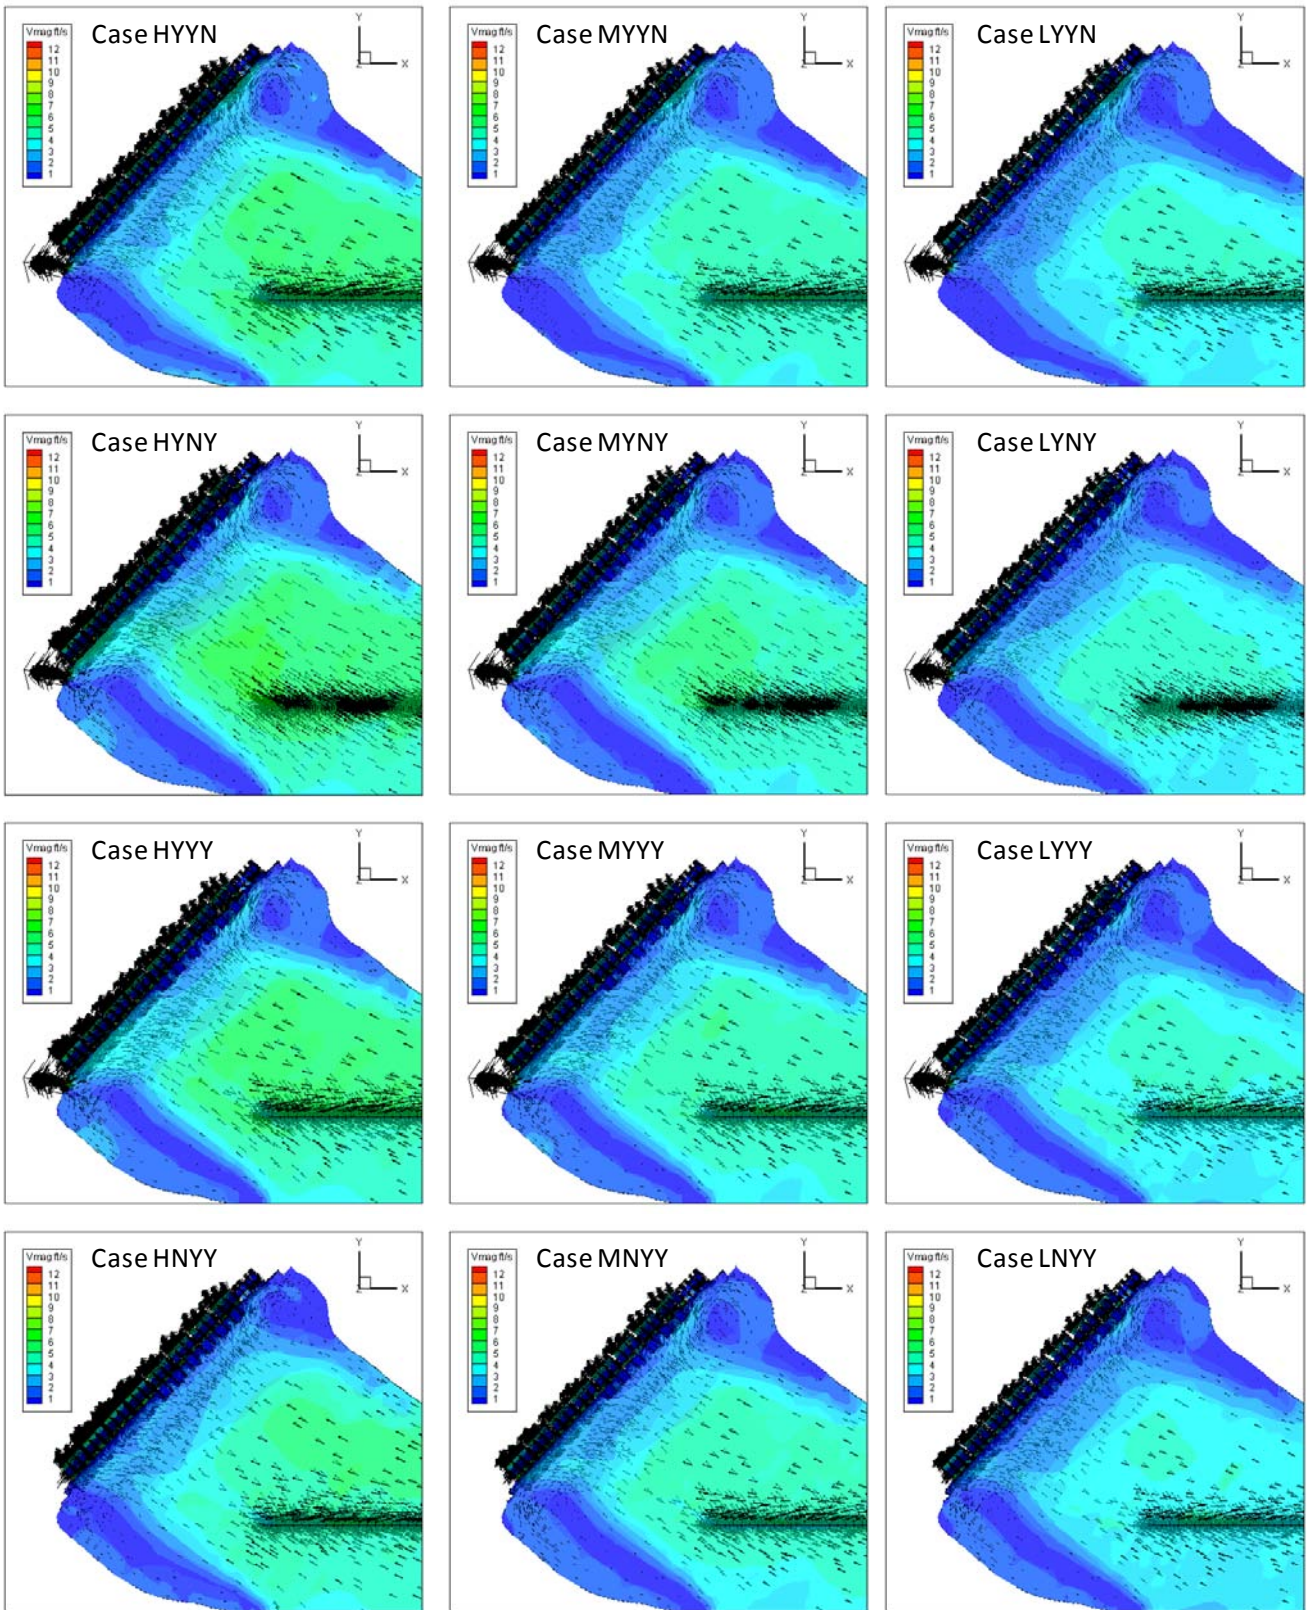 Case HYYN
Vmag ft/s
12
11
10
9
8
7
6
5
4
3
2
1
Y
Z
X
Case MYYN
Vmag ft/s
12
11
10
9
8
7
6
5
4
3
2
1
Y
Z
X
Case LYYN
Vmag ft/s
12
11
10
9
8
7
6
5
4
3
2
1
Y
Z
X
Case HYNY
Vmag ft/s
12
11
10
9
8
7
6
5
4
3
2
1
Y
Z
X
Case MYNY
Vmag ft/s
12
11
10
9
8
7
6
5
4
3
2
1
Y
Z
X
Case LYNY
Vmag ft/s
12
11
10
9
8
7
6
5
4
3
2
1
Y
Z
X
Case HYYY
Vmag ft/s
12
11
10
9
8
7
6
5
4
3
2
1
Y
Z
X
Case MYYY
Vmag ft/s
12
11
10
9
8
7
6
5
4
3
2
1
Y
Z
X
Case LYYY
Vmag ft/s
12
11
10
9
8
7
6
5
4
3
2
1
Y
Z
X
Case HNYY
Vmag ft/s
12
11
10
9
8
7
6
5
4
3
2
1
Y
Z
X
Case MNYY
Vmag ft/s
12
11
10
9
8
7
6
5
4
3
2
1
Y
Z
X
Case LNYY
Vmag ft/s
12
11
10
9
8
7
6
5
4
3
2
1
Y
Z
X